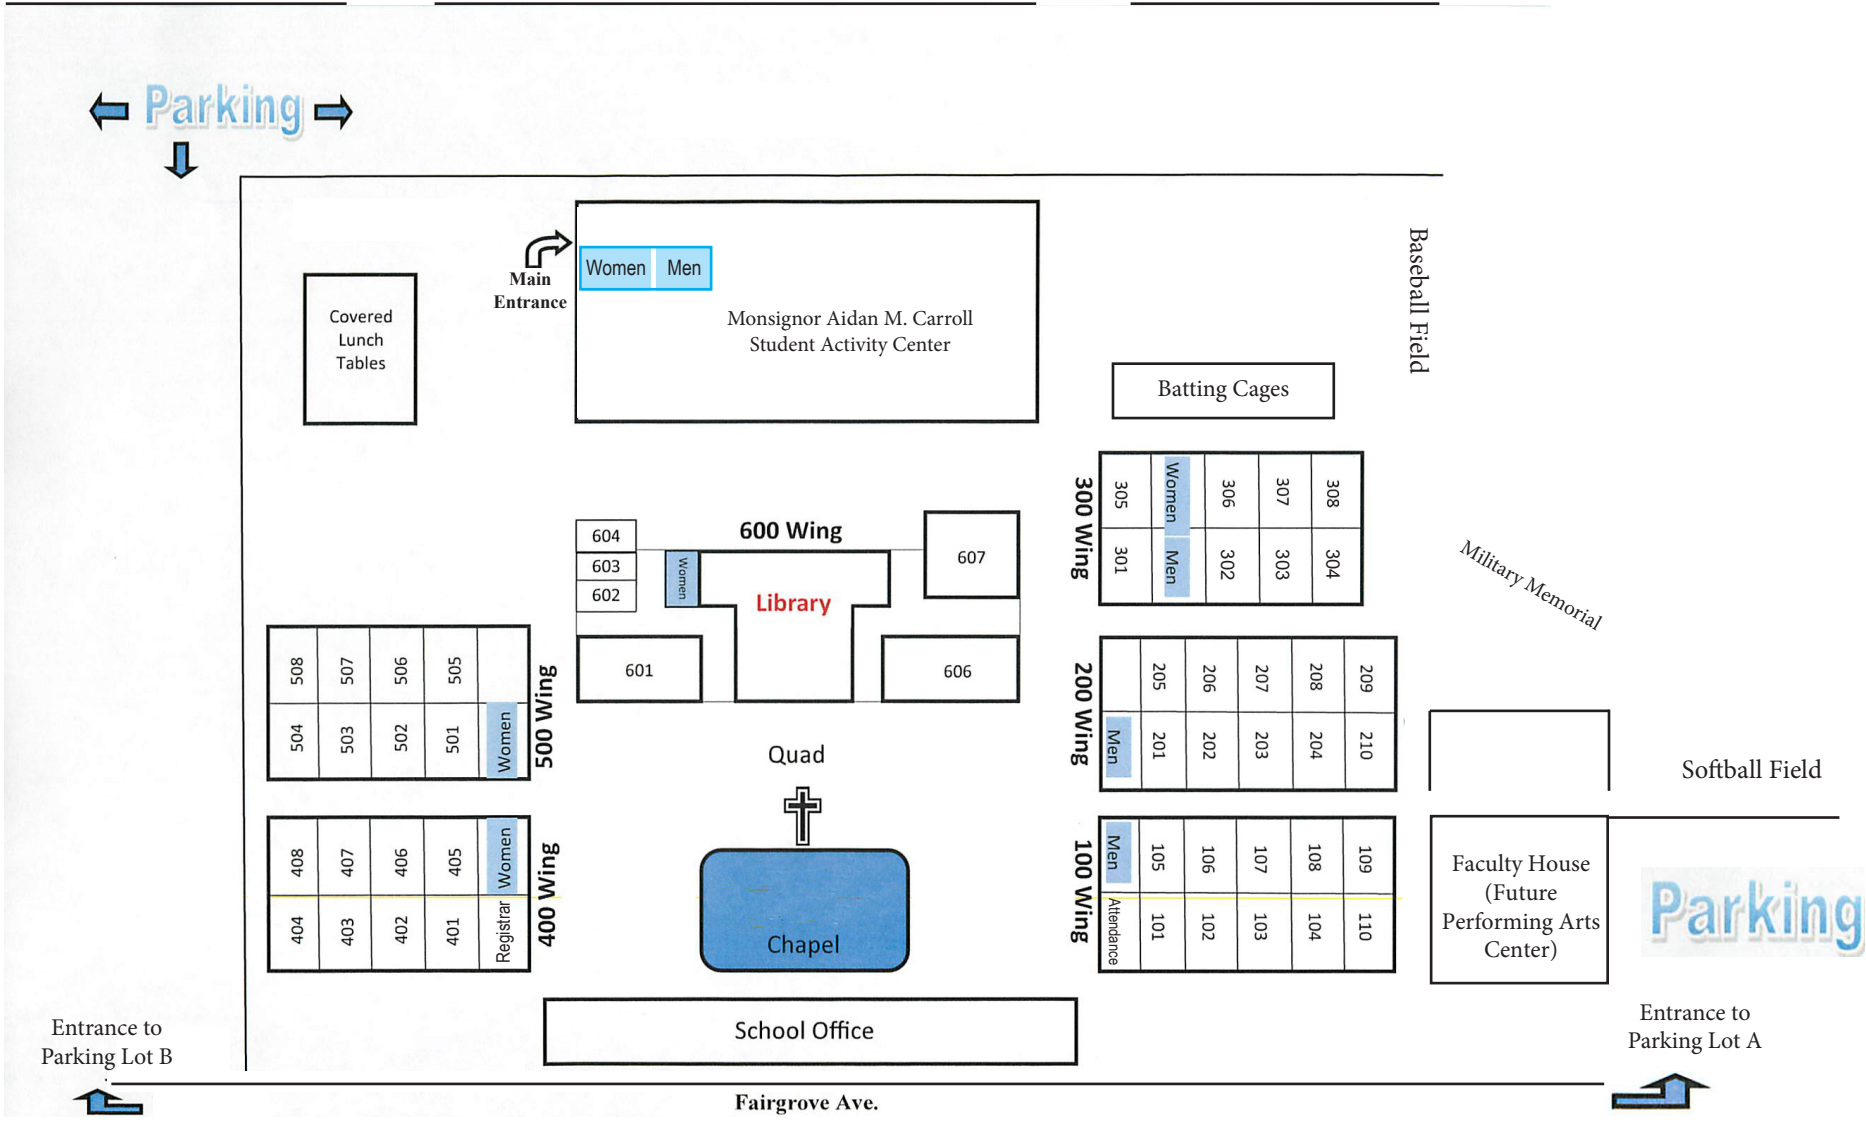 Parking
Main
Entrance
Women
Men
Monsignor Aidan M. Carroll
Student Activity Center
Covered
Lunch
Tables
Baseball Field
Batting Cages
300 Wing
305
Women
306
307
308
301
Men
302
303
304
Military Memorial
600 Wing
604
603
602
Women
Library
607
601
606
508
507
506
505
504
503
502
501
Women
500 Wing
200 Wing
205
206
207
208
209
Men
201
202
203
204
210
Quad
Softball Field
408
407
406
405
Women
404
403
402
401
Registrar
400 Wing
Chapel
100 Wing
Men
105
106
107
108
109
Attendance
101
102
103
104
110
Faculty House
(Future
Performing Arts
Center)
Parking
School Office
Entrance to
Parking Lot B
Entrance to
Parking Lot A
Fairgrove Ave.